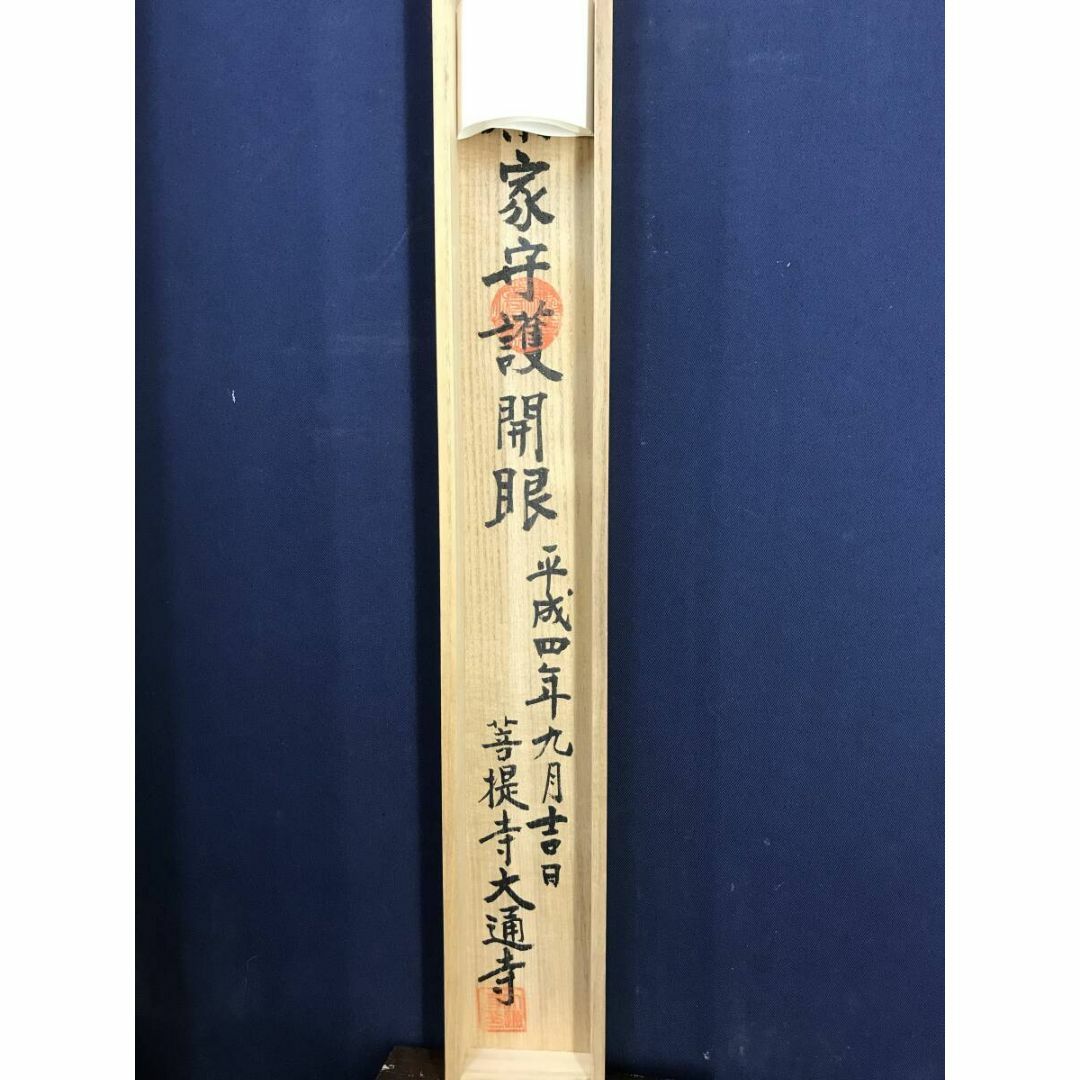 家守護開眼
平成四年九月吉日
菩提寺大通寺